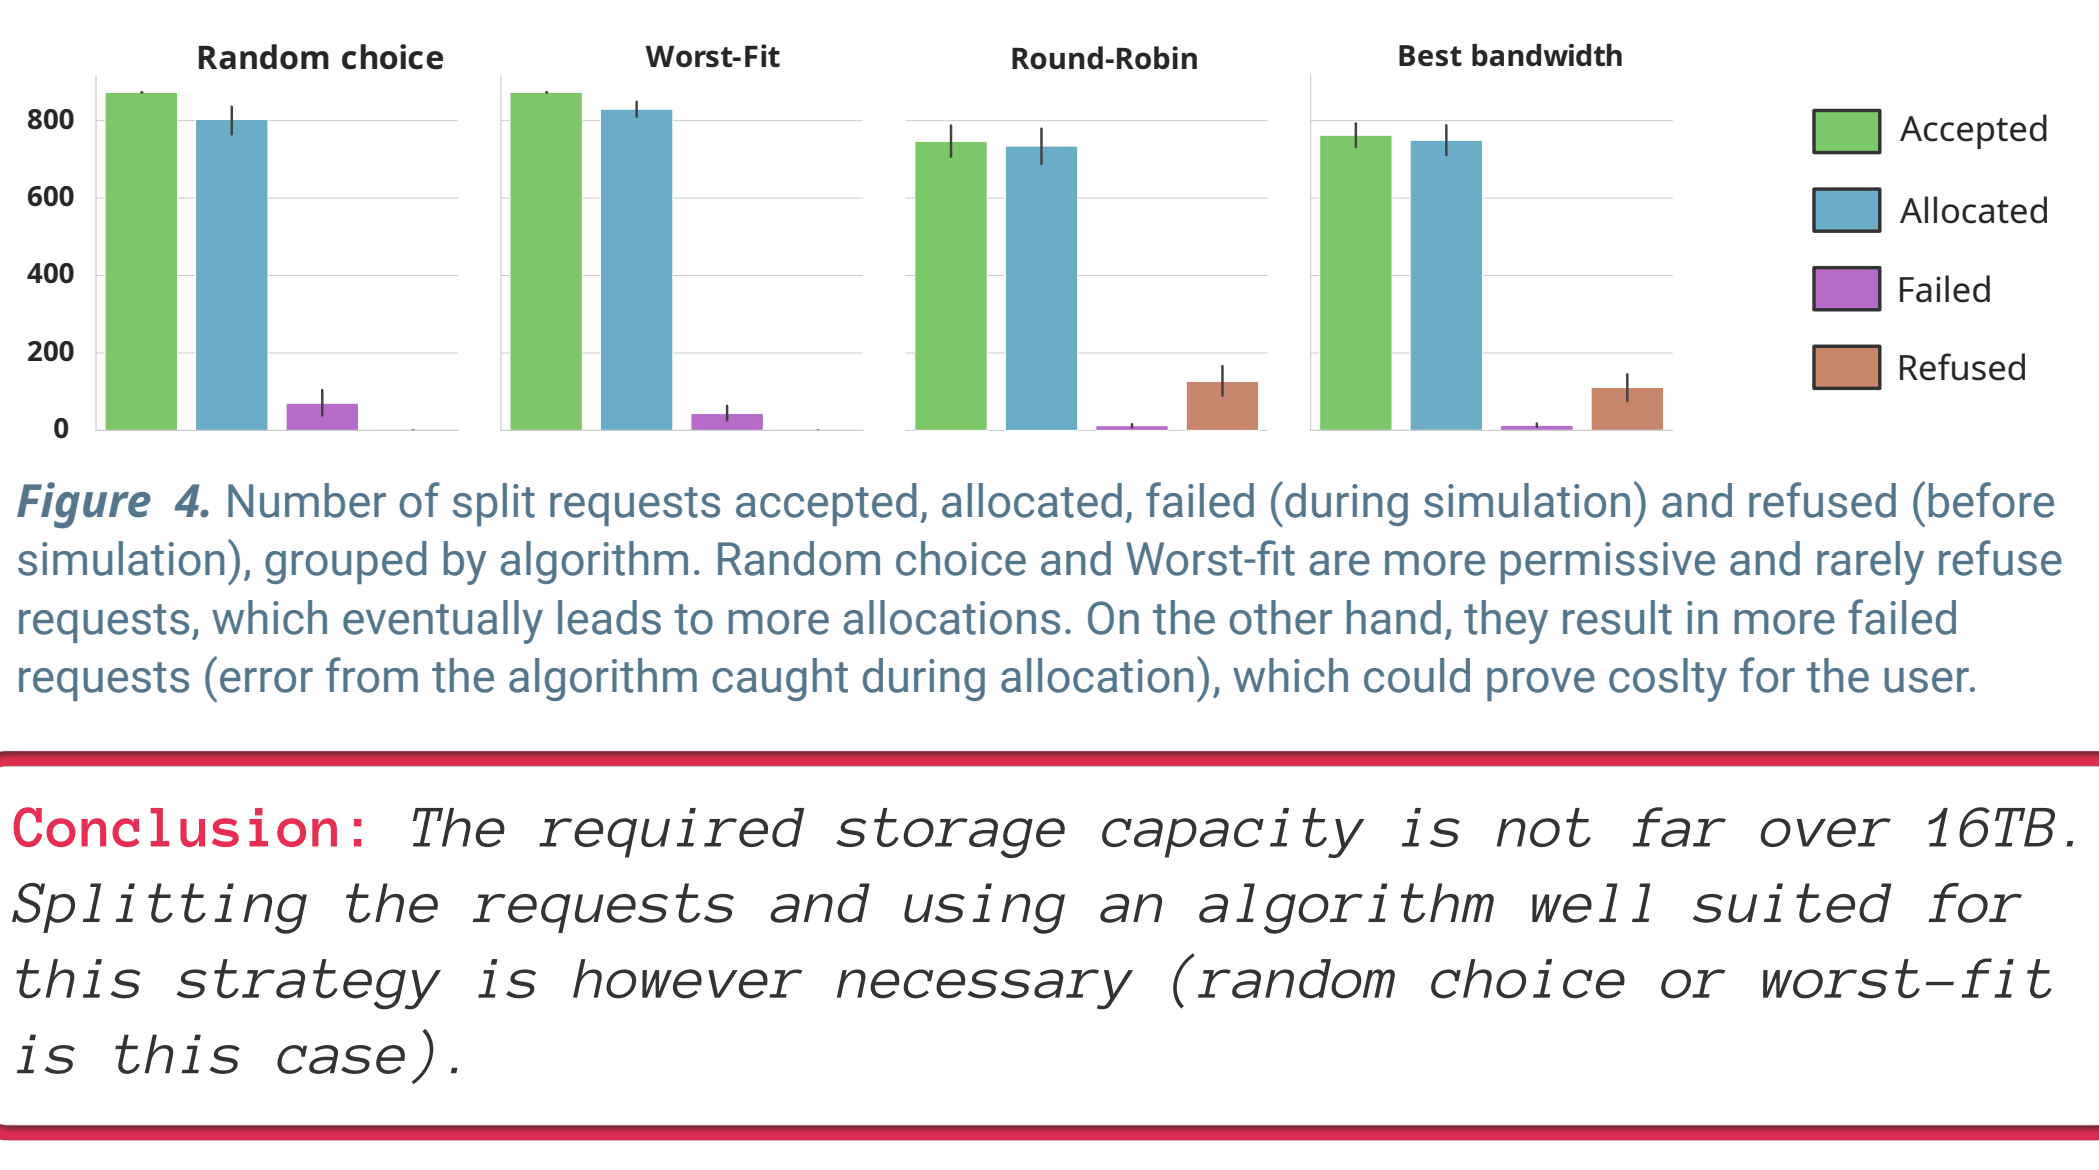 Random choice
Worst-Fit
Round-Robin
Best bandwidth
800
600
400
200
0
Accepted
Allocated
Failed
Refused
Figure 4. Number of split requests accepted, allocated, failed (during simulation) and refused (before
simulation), grouped by algorithm. Random choice and Worst-fit are more permissive and rarely refuse
requests, which eventually leads to more allocations. On the other hand, they result in more failed
requests (error from the algorithm caught during allocation), which could prove coslty for the user.
Conclusion: The required storage capacity is not far over 16TB.
Splitting the requests and using an algorithm well suited for
this strategy is however necessary (random choice or worst-fit
is this case).